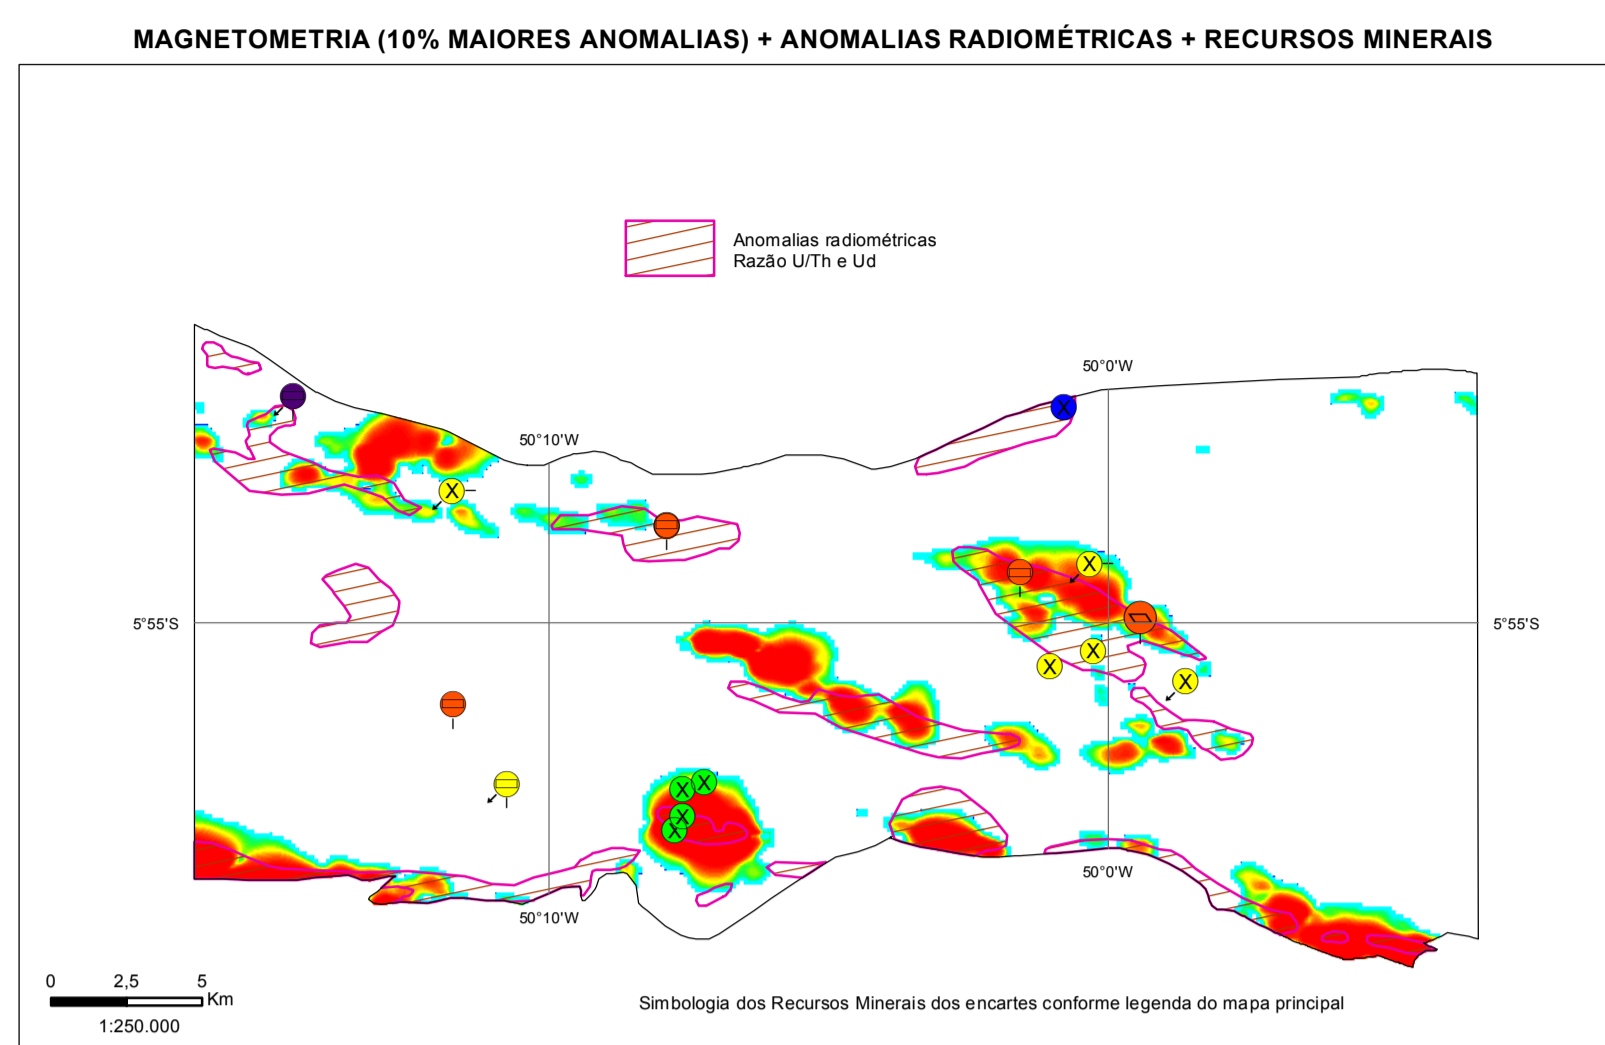 MAGNETOMETRIA (10% MAIORES ANOMALIAS) + ANOMALIAS RADIOMÉTRICAS + RECURSOS MINERAIS
Anomalias radiométricas
Razão U/Th e Ud
50°0'W
50°10'W
X
X
X
5°55'S
5°55'S
X
X
X
X
X
X
X
50°0'W
50°10'W
0 2,5 5
Km
1:250.000
Simbologia dos Recursos Minerais dos encartes conforme legenda do mapa principal